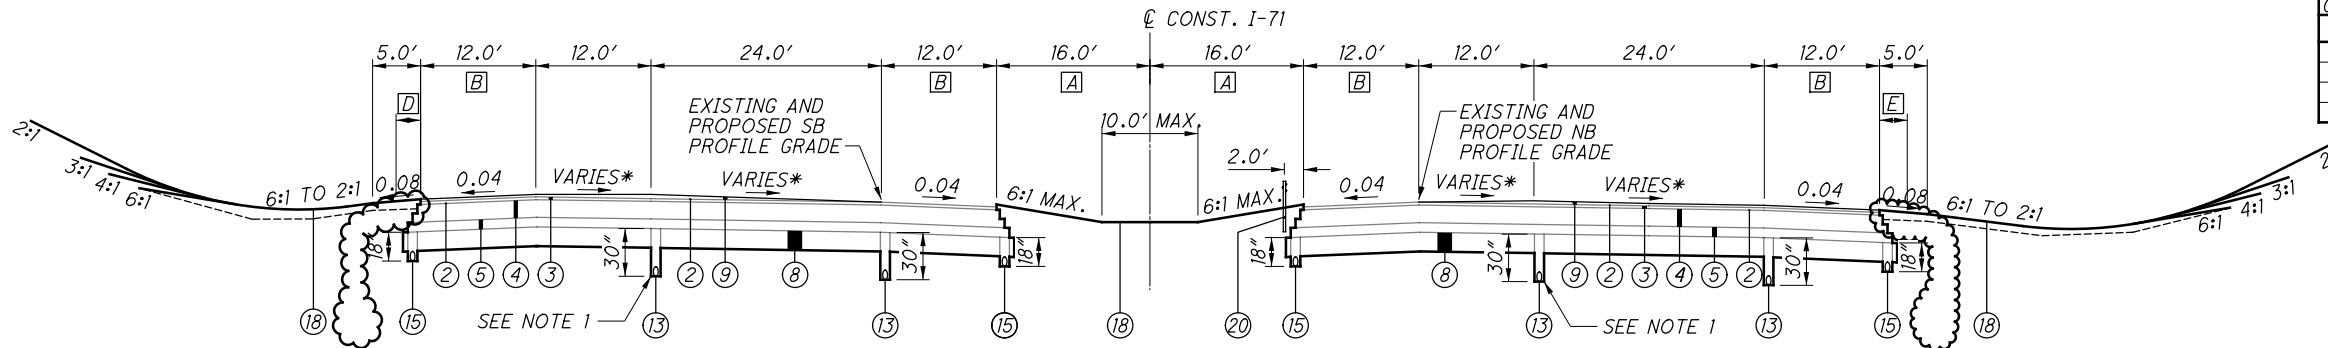 ℄ CONST. I-71
5.0' 12.0' 12.0' 24.0' 12.0' 16.0' 16.0' 12.0' 12.0' 24.0' 12.0' 5.0'
B B A A B B
D E
EXISTING AND
PROPOSED SB
PROFILE GRADE
10.0' MAX.
EXISTING AND
PROPOSED NB
PROFILE GRADE
2.0'
2:1 3:1 4:1 6:1 6:1 TO 2:1 0.08 0.04 VARIES* VARIES* 0.04 6:1 MAX. 6:1 MAX. 0.04 VARIES* VARIES* 0.04 0.08 6:1 TO 2:1 6:1 4:1 3:1
18" 30" 30" 18" 18" 30" 30" 18"
2 5 4 3 2 9 8 8 9 2 3 4 5 2
18 15 SEE NOTE 1 13 13 15 18 20 15 13 SEE NOTE 1 13 15 18